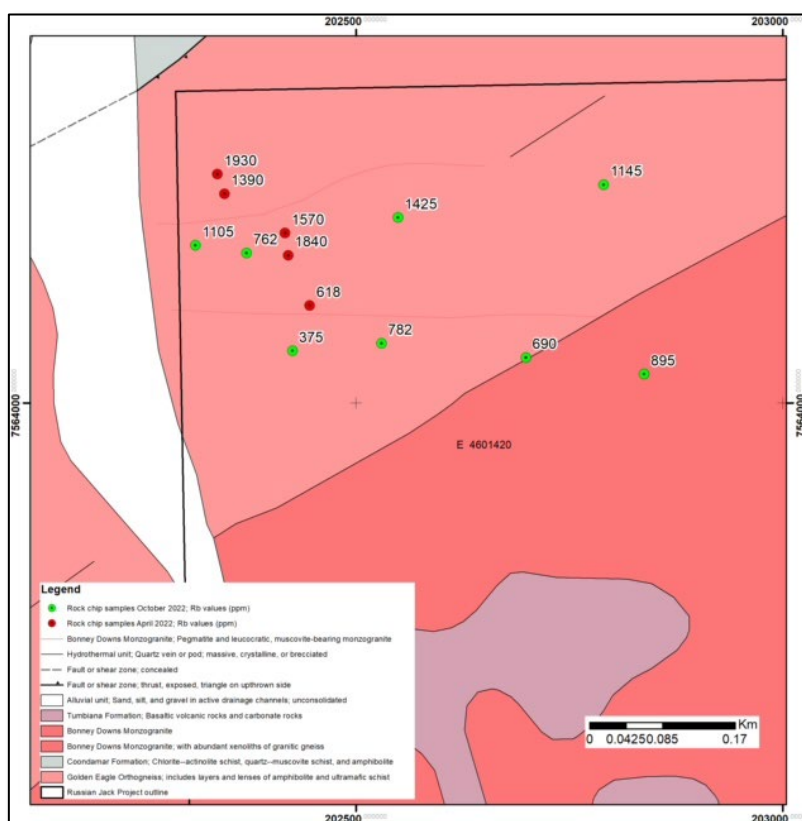 202500
203000
1930
1390
1145
1425
1570
1105
762
1840
618
375
782
690
895
7564000
7564000
E 4601420
Legend
Rock chip samples October 2022; Rb values (ppm)
Rock chip samples April 2022; Rb values (ppm)
Bonney Downs Monzogranite; Pegmatite and leucocratic, muscovite-bearing monzogranite
Hydrothermal unit; Quartz vein or pod; massive, crystalline, or brecciated
Fault or shear zone; concealed
Fault or shear zone; thrust, exposed, triangle on upthrown side
Alluvial unit; Sand, silt, and gravel in active drainage channels; unconsolidated
Tumbiana Formation; Basaltic volcanic rocks and carbonate rocks
Bonney Downs Monzogranite
Bonney Downs Monzogranite; with abundant xenoliths of granitic gneiss
Coondamar Formation; Chlorite--actinolite schist, quartz--muscovite schist, and amphibolite
Golden Eagle Orthogneiss; includes layers and lenses of amphibolite and ultramafic schist
Russian Jack Project outline
Km
0 0.0425 0.085 0.17
202500
203000